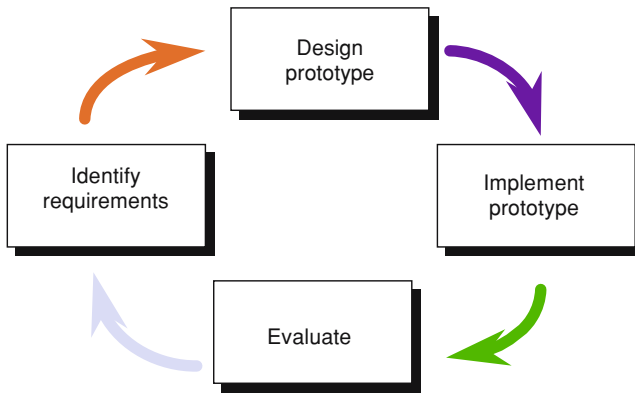 Design
prototype
Identify
requirements
Implement
prototype
Evaluate